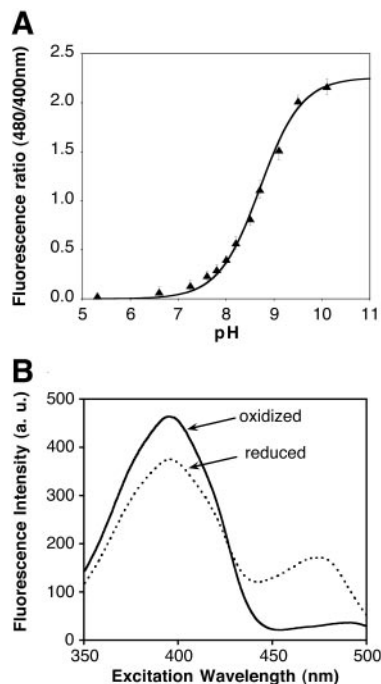 A
Fluorescence ratio (480/400nm)
2.5
2.0
1.5
1.0
0.5
0.0
5 6 7 8 9 10 11
pH
B
Fluorescence Intensity (a. u.)
500
400
300
200
100
0
oxidized
reduced
350 400 450 500
Excitation Wavelength (nm)